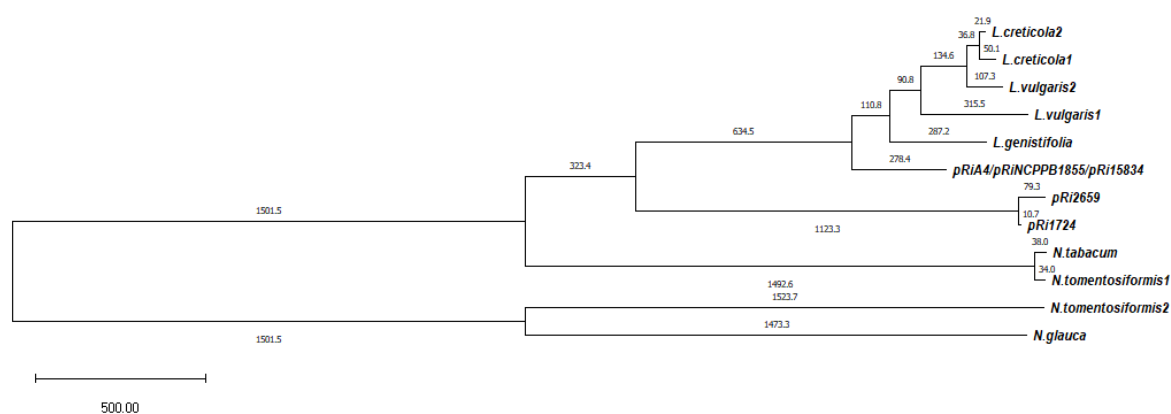 21.9
L.creticola2
36.8
50.1
L.creticola1
134.6
107.3
L.vulgaris2
90.8
315.5
L.vulgaris1
110.8
287.2
L.genistifolia
634.5
278.4
pRiA4/pRiNCPPB1855/pRi15834
323.4
79.3
pRi2659
10.7
pRi1724
1123.3
1501.5
38.0
N.tabacum
34.0
N.tomentosiformis1
1492.6
1523.7
N.tomentosiformis2
1473.3
N.glauca
1501.5
500.00